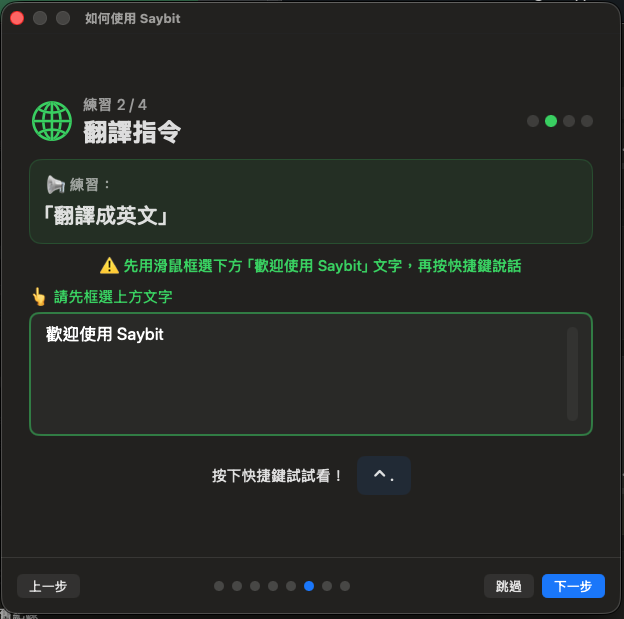 如何使用 Saybit
練習 2 / 4
翻譯指令
練習：
「翻譯成英文」
先用滑鼠框選下方「歡迎使用 Saybit」文字，再按快捷鍵說話
請先框選上方文字
歡迎使用 Saybit
按下快捷鍵試試看！ ^ .
上一步
跳過
下一步